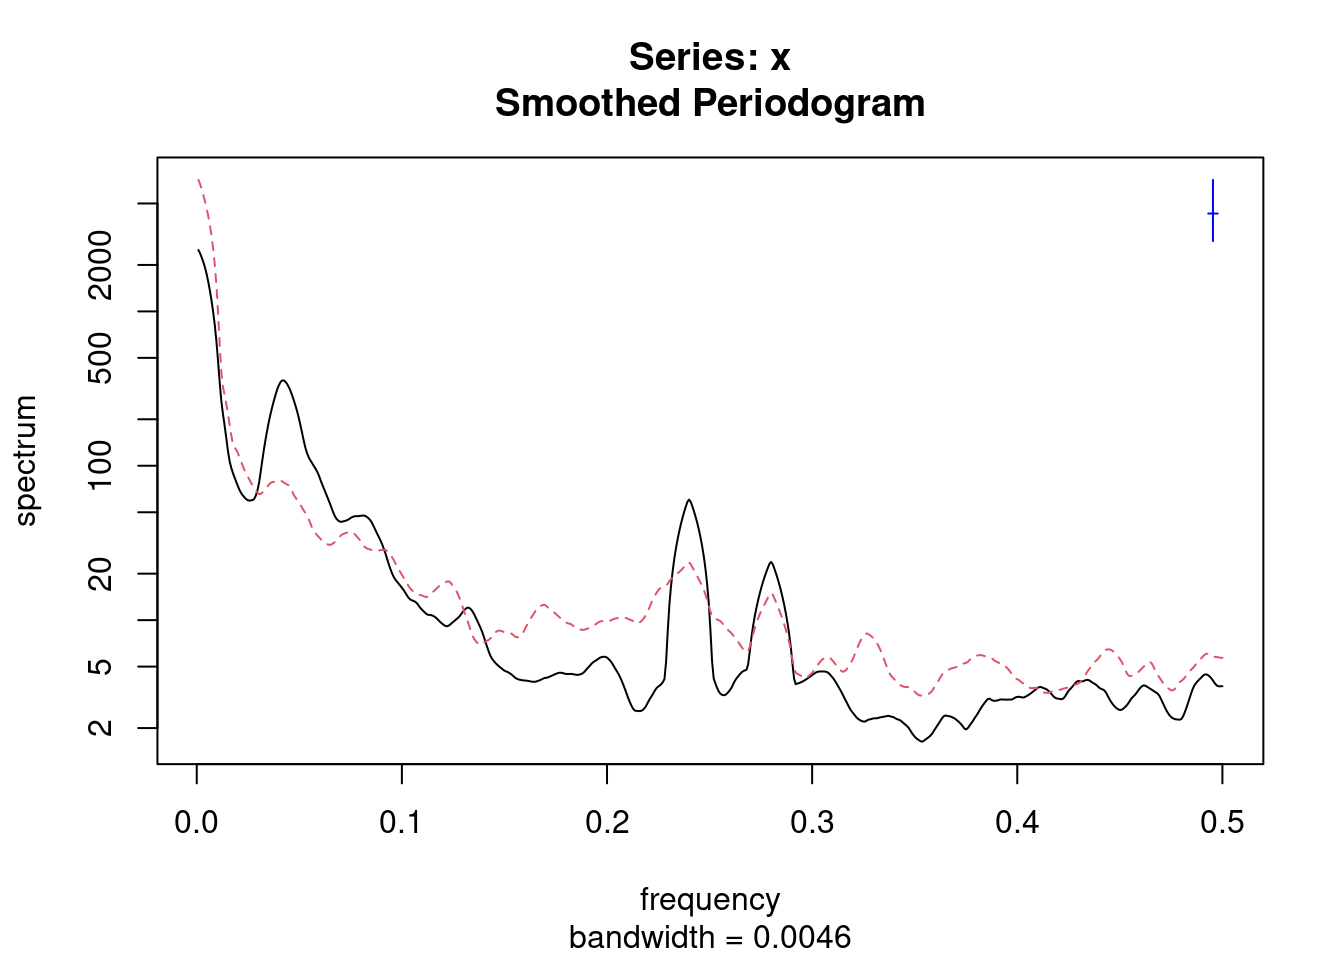 Series: x
Smoothed Periodogram
spectrum
2000
500
100
20
5
2
0.0 0.1 0.2 0.3 0.4 0.5
frequency
bandwidth = 0.0046